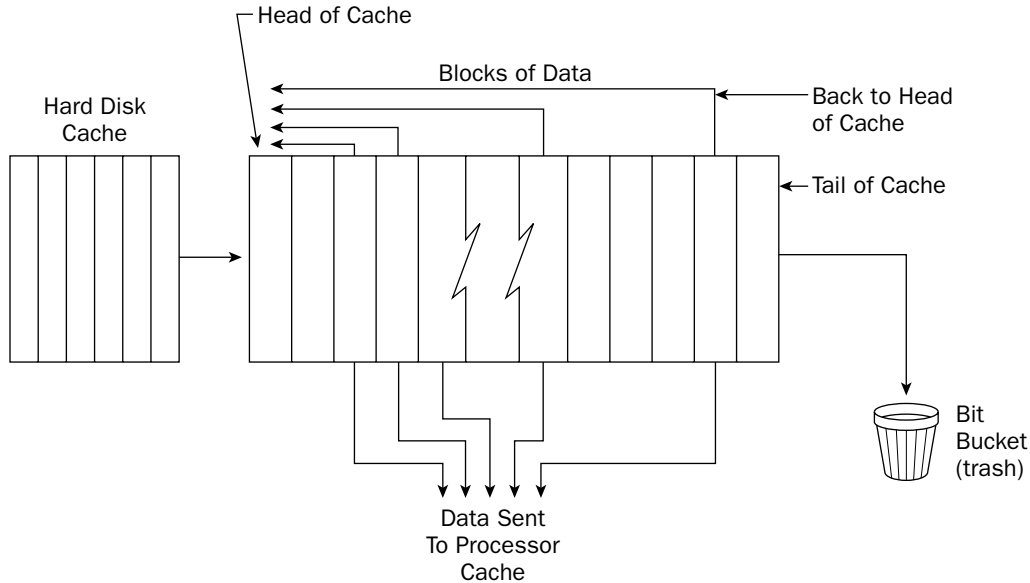 Head of Cache
Blocks of Data
Hard Disk
Cache
Back to Head
of Cache
Tail of Cache
Bit
Bucket
(trash)
Data Sent
To Processor
Cache